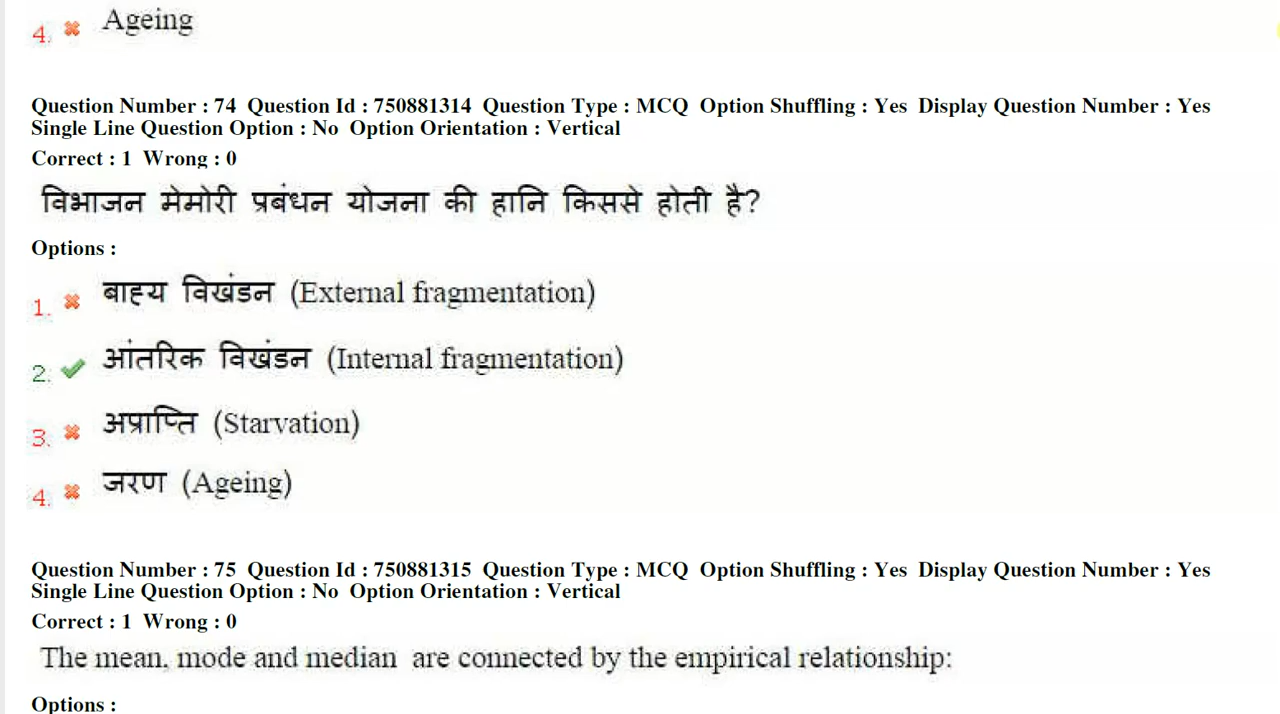 4. Ageing
Question Number : 74 Question Id : 750881314 Question Type : MCQ Option Shuffling : Yes Display Question Number : Yes
Single Line Question Option : No Option Orientation : Vertical
Correct : 1 Wrong : 0
विभाजन मेमोरी प्रबंधन योजना की हानि किससे होती है?
Options :
1. बाह्य विखंडन (External fragmentation)
2. आंतरिक विखंडन (Internal fragmentation)
3. अप्राप्ति (Starvation)
4. जरण (Ageing)
Question Number : 75 Question Id : 750881315 Question Type : MCQ Option Shuffling : Yes Display Question Number : Yes
Single Line Question Option : No Option Orientation : Vertical
Correct : 1 Wrong : 0
The mean, mode and median are connected by the empirical relationship:
Options :